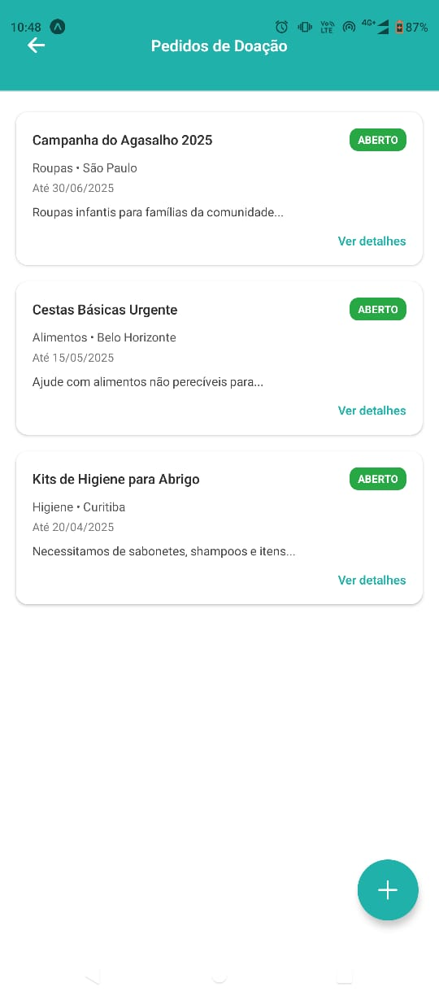 10:48
Vo
LTE
4G+
87%
Pedidos de Doação
Campanha do Agasalho 2025
ABERTO
Roupas • São Paulo
Até 30/06/2025
Roupas infantis para famílias da comunidade...
Ver detalhes
Cestas Básicas Urgente
ABERTO
Alimentos • Belo Horizonte
Até 15/05/2025
Ajude com alimentos não perecíveis para...
Ver detalhes
Kits de Higiene para Abrigo
ABERTO
Higiene • Curitiba
Até 20/04/2025
Necessitamos de sabonetes, shampoos e itens...
Ver detalhes